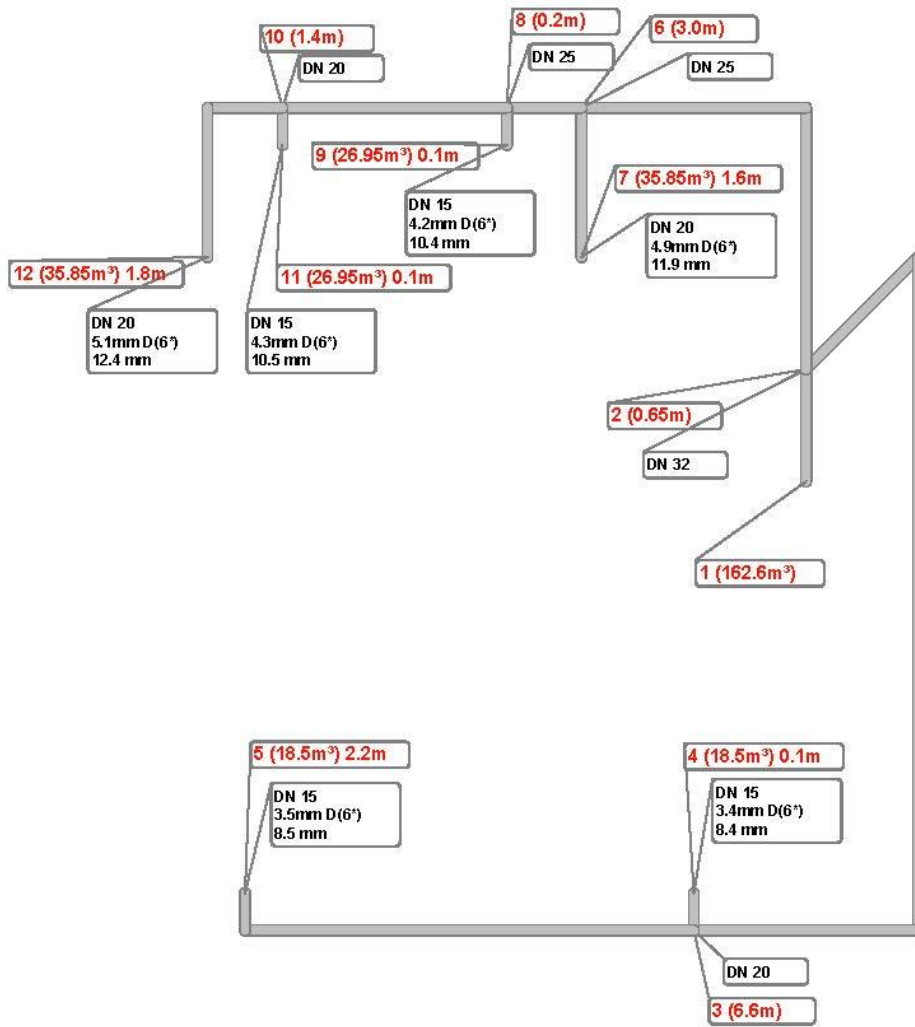 8 (0.2m)
6 (3.0m)
10 (1.4m)
DN 20
DN 25
DN 25
9 (26.95m³) 0.1m
7 (35.85m³) 1.6m
DN 15
4.2mm D(6*)
10.4 mm
DN 20
4.9mm D(6*)
11.9 mm
12 (35.85m³) 1.8m
11 (26.95m³) 0.1m
DN 20
5.1mm D(6*)
12.4 mm
DN 15
4.3mm D(6*)
10.5 mm
2 (0.65m)
DN 32
1 (162.6m³)
5 (18.5m³) 2.2m
4 (18.5m³) 0.1m
DN 15
3.5mm D(6*)
8.5 mm
DN 15
3.4mm D(6*)
8.4 mm
DN 20
3 (6.6m)